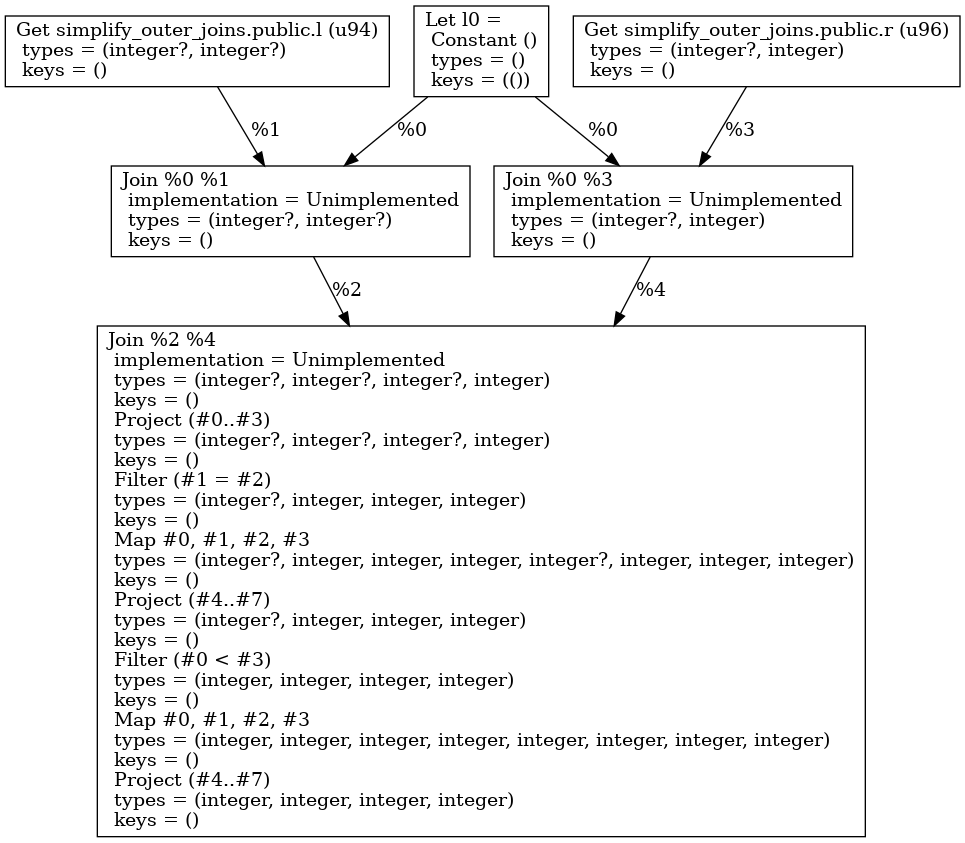 Get simplify_outer_joins.public.l (u94)
types = (integer?, integer?)
keys = ()
Let l0 =
Constant ()
types = ()
keys = (())
Get simplify_outer_joins.public.r (u96)
types = (integer?, integer)
keys = ()
%1
%0
%0
%3
Join %0 %1
implementation = Unimplemented
types = (integer?, integer?)
keys = ()
Join %0 %3
implementation = Unimplemented
types = (integer?, integer)
keys = ()
%2
%4
Join %2 %4
implementation = Unimplemented
types = (integer?, integer?, integer?, integer)
keys = ()
Project (#0..#3)
types = (integer?, integer?, integer?, integer)
keys = ()
Filter (#1 = #2)
types = (integer?, integer, integer, integer)
keys = ()
Map #0, #1, #2, #3
types = (integer?, integer, integer, integer, integer?, integer, integer, integer)
keys = ()
Project (#4..#7)
types = (integer?, integer, integer, integer)
keys = ()
Filter (#0 < #3)
types = (integer, integer, integer, integer)
keys = ()
Map #0, #1, #2, #3
types = (integer, integer, integer, integer, integer, integer, integer, integer)
keys = ()
Project (#4..#7)
types = (integer, integer, integer, integer)
keys = ()